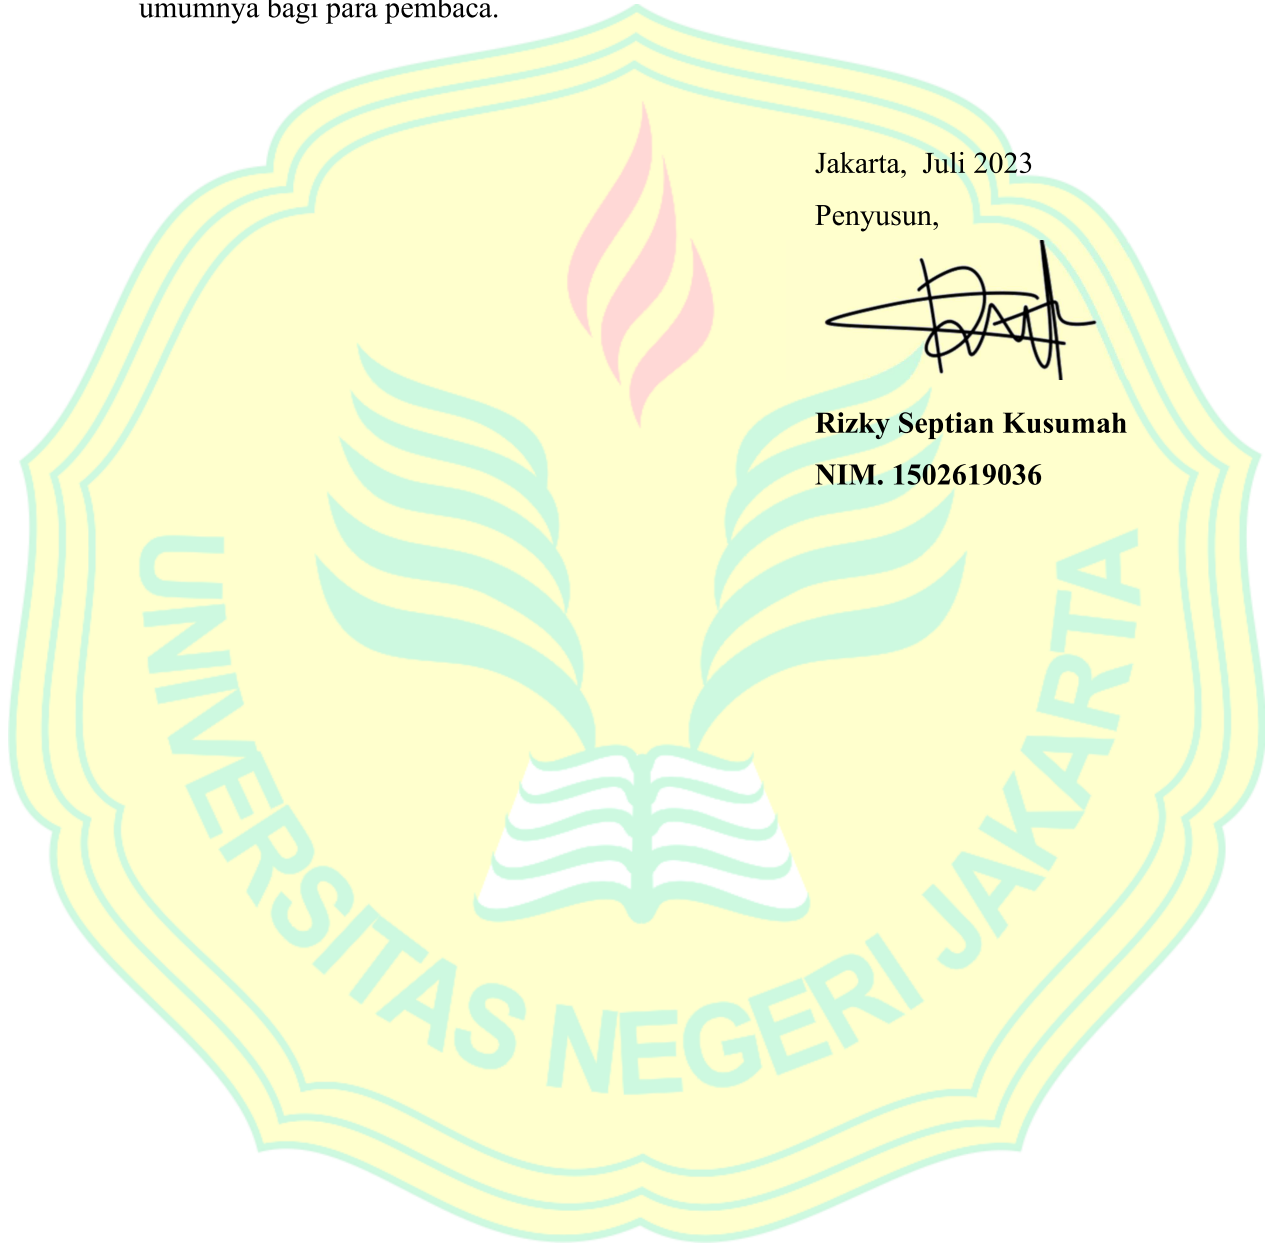 umumnya bagi para pembaca.
Jakarta,  Juli 2023
Penyusun,
Rizky Septian Kusumah
NIM. 1502619036
UNIVERSITAS NEGERI JAKARTA